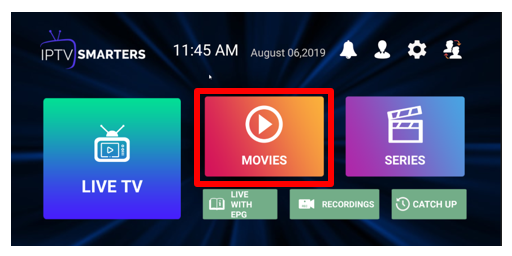 IPTV SMARTERS
11:45 AM August 06,2019
MOVIES
SERIES
LIVE TV
LIVE
WITH
EPG
RECORDINGS
CATCH UP